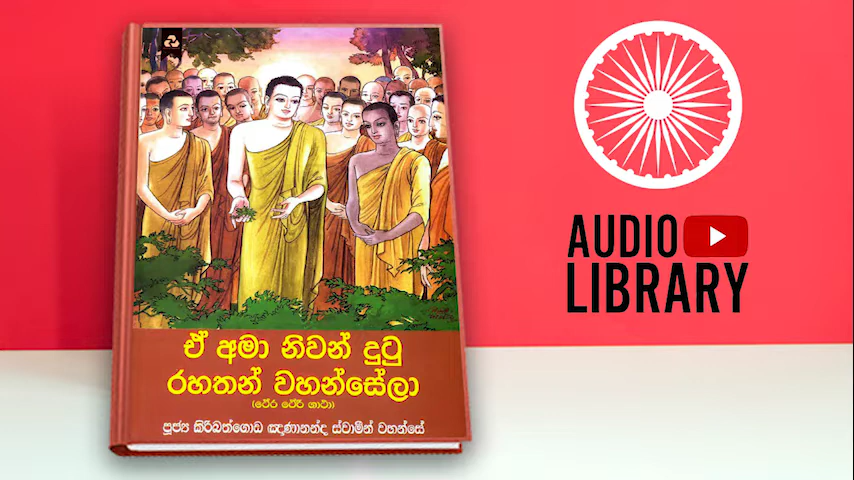 ඒ අමා නිවන් දුටු
රහතන් වහන්සේලා
(ථේර ථේරී ගාථා)
පූජ්‍ය කිරිබත්ගොඩ ඤාණානන්ද ස්වාමීන් වහන්සේ
AUDIO
LIBRARY